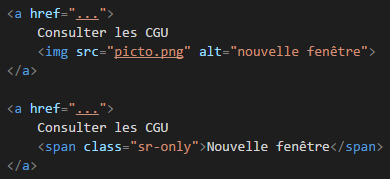 <a href="...">
Consulter les CGU
<img src="picto.png" alt="nouvelle fenêtre">
</a>
<a href="...">
Consulter les CGU
<span class="sr-only">Nouvelle fenêtre</span>
</a>